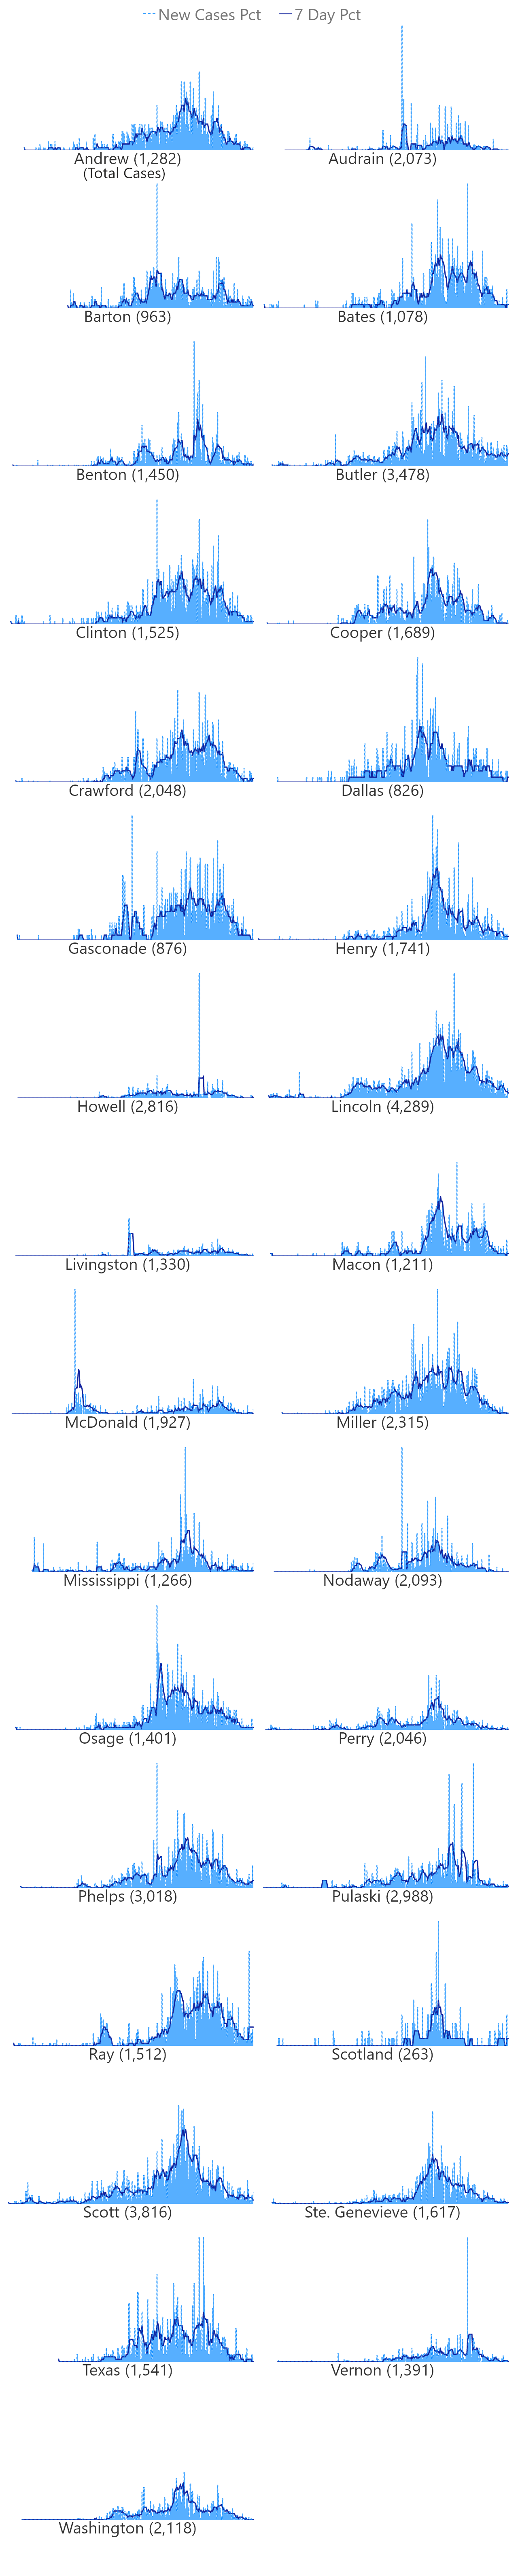 New Cases Pct 7 Day Pct
Andrew (1,282) Audrain (2,073)
(Total Cases)
Barton (963) Bates (1,078)
Benton (1,450) Butler (3,478)
Clinton (1,525) Cooper (1,689)
Crawford (2,048) Dallas (826)
Gasconade (876) Henry (1,741)
Howell (2,816) Lincoln (4,289)
Livingston (1,330) Macon (1,211)
McDonald (1,927) Miller (2,315)
Mississippi (1,266) Nodaway (2,093)
Osage (1,401) Perry (2,046)
Phelps (3,018) Pulaski (2,988)
Ray (1,512) Scotland (263)
Scott (3,816) Ste. Genevieve (1,617)
Texas (1,541) Vernon (1,391)
Washington (2,118)